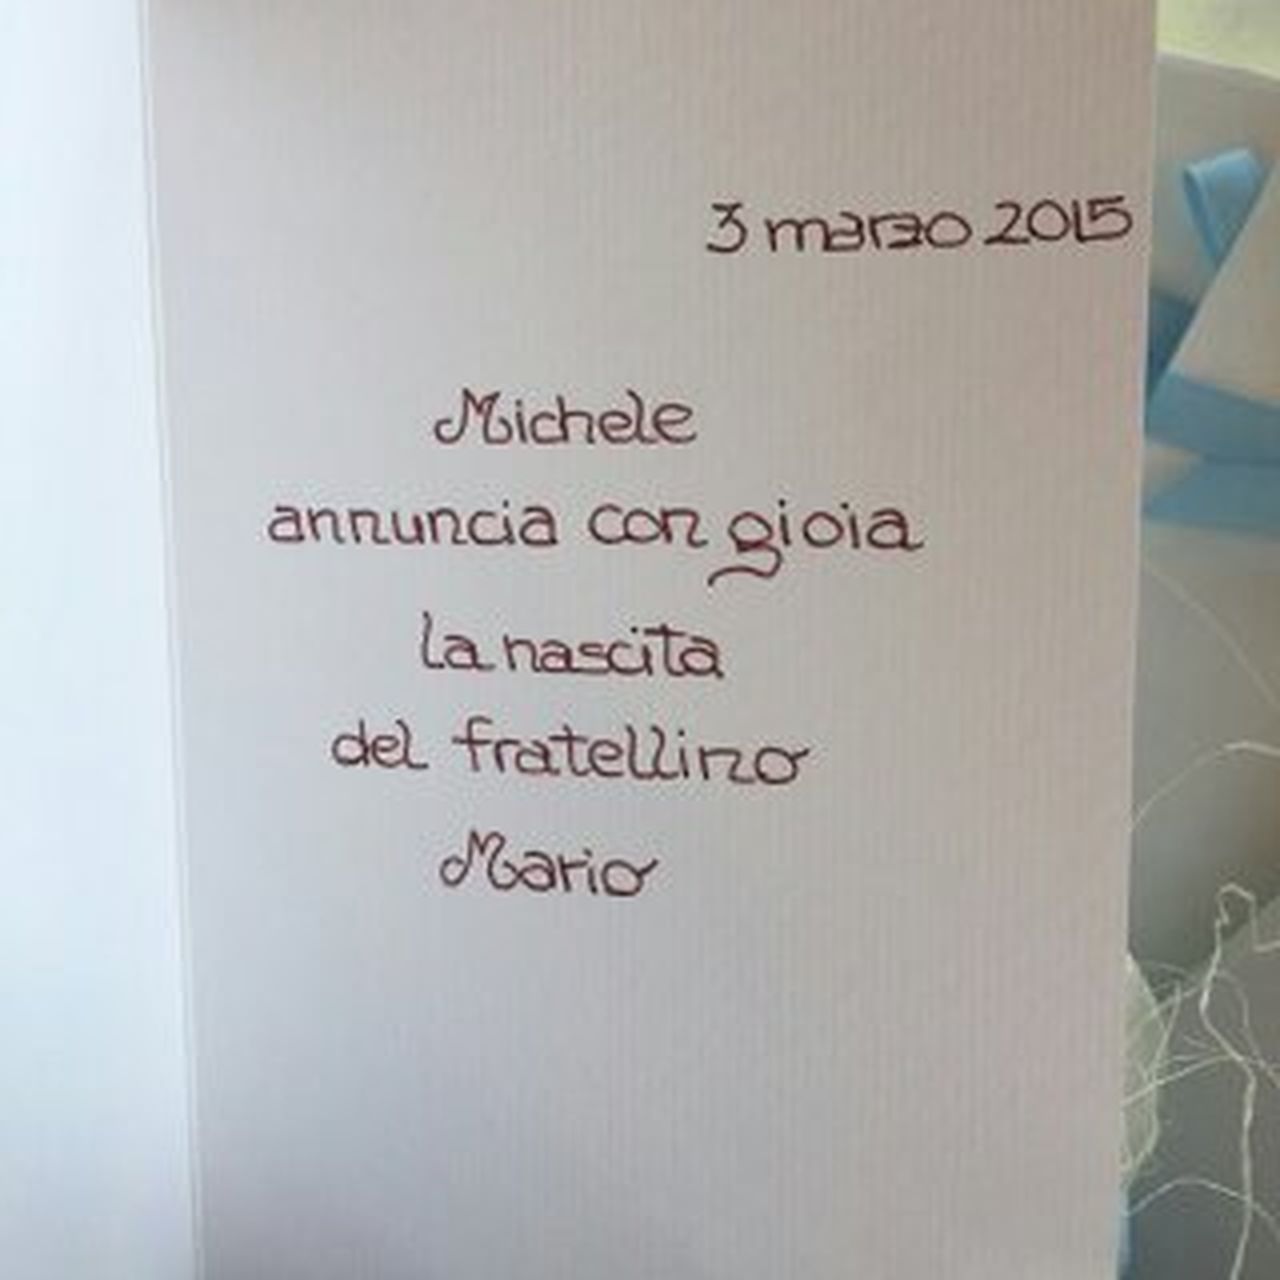 3 marzo 2015
Michele
annuncia con gioia
la nascita
del fratellino
Mario